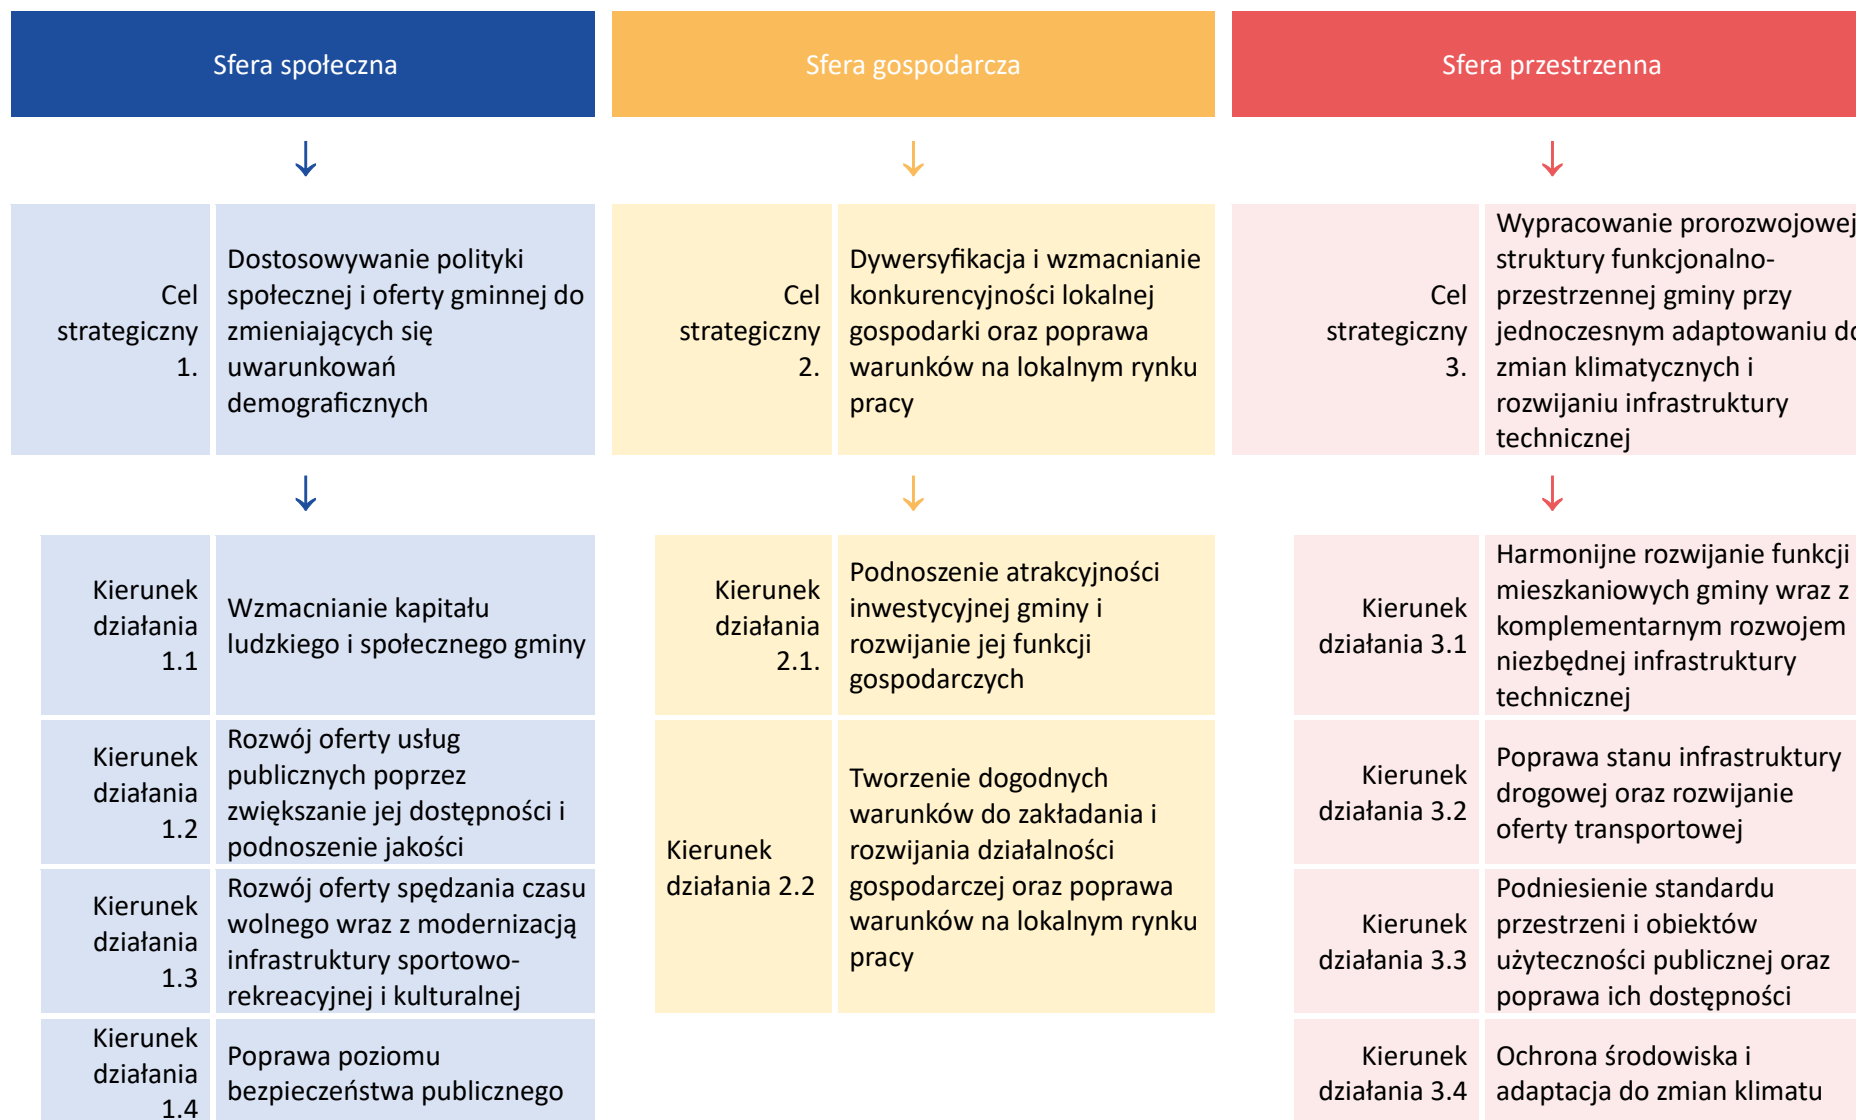 Sfera społeczna
Sfera gospodarcza
Sfera przestrzenna
Cel
strategiczny
1.
Dostosowywanie polityki
społecznej i oferty gminnej do
zmieniających się
uwarunkowań
demograficznych
Cel
strategiczny
2.
Dywersyfikacja i wzmacnianie
konkurencyjności lokalnej
gospodarki oraz poprawa
warunków na lokalnym rynku
pracy
Cel
strategiczny
3.
Wypracowanie prorozwojowej
struktury funkcjonalno-
przestrzennej gminy przy
jednoczesnym adaptowaniu do
zmian klimatycznych i
rozwijaniu infrastruktury
technicznej
Kierunek
działania
1.1
Wzmacnianie kapitału
ludzkiego i społecznego gminy
Kierunek
działania
2.1.
Podnoszenie atrakcyjności
inwestycyjnej gminy i
rozwijanie jej funkcji
gospodarczych
Kierunek
działania 3.1
Harmonijne rozwijanie funkcji
mieszkaniowych gminy wraz z
komplementarnym rozwojem
niezbędnej infrastruktury
technicznej
Kierunek
działania
1.2
Rozwój oferty usług
publicznych poprzez
zwiększanie jej dostępności i
podnoszenie jakości
Kierunek
działania 2.2
Tworzenie dogodnych
warunków do zakładania i
rozwijania działalności
gospodarczej oraz poprawa
warunków na lokalnym rynku
pracy
Kierunek
działania 3.2
Poprawa stanu infrastruktury
drogowej oraz rozwijanie
oferty transportowej
Kierunek
działania
1.3
Rozwój oferty spędzania czasu
wolnego wraz z modernizacją
infrastruktury sportowo-
rekreacyjnej i kulturalnej
Kierunek
działania 3.3
Podniesienie standardu
przestrzeni i obiektów
użyteczności publicznej oraz
poprawa ich dostępności
Kierunek
działania
1.4
Poprawa poziomu
bezpieczeństwa publicznego
Kierunek
działania 3.4
Ochrona środowiska i
adaptacja do zmian klimatu